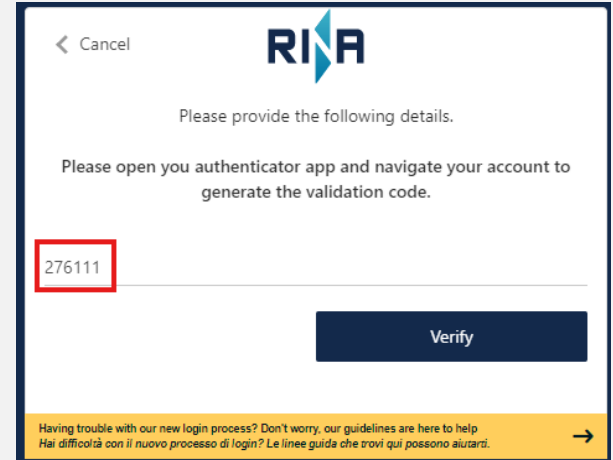 Cancel
RINA
Please provide the following details.
Please open you authenticator app and navigate your account to
generate the validation code.
276111
Verify
Having trouble with our new login process? Don't worry, our guidelines are here to help
Hai difficoltà con il nuovo processo di login? Le linee guida che trovi qui possono aiutarti.